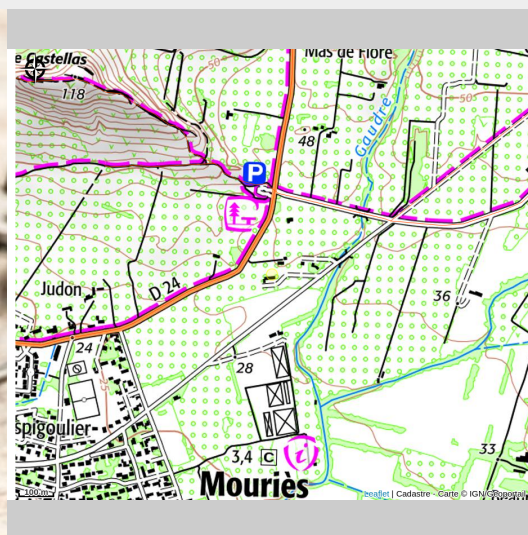 Mas de Flore
Castellas
118
50
50
48
Gaudre
P
Judon
D 24
36
24
25
28
spigoulier
3,4 C
i
33
Mouriès
100 m
Leaflet | Cadastre - Carte © IGN/Geoportail